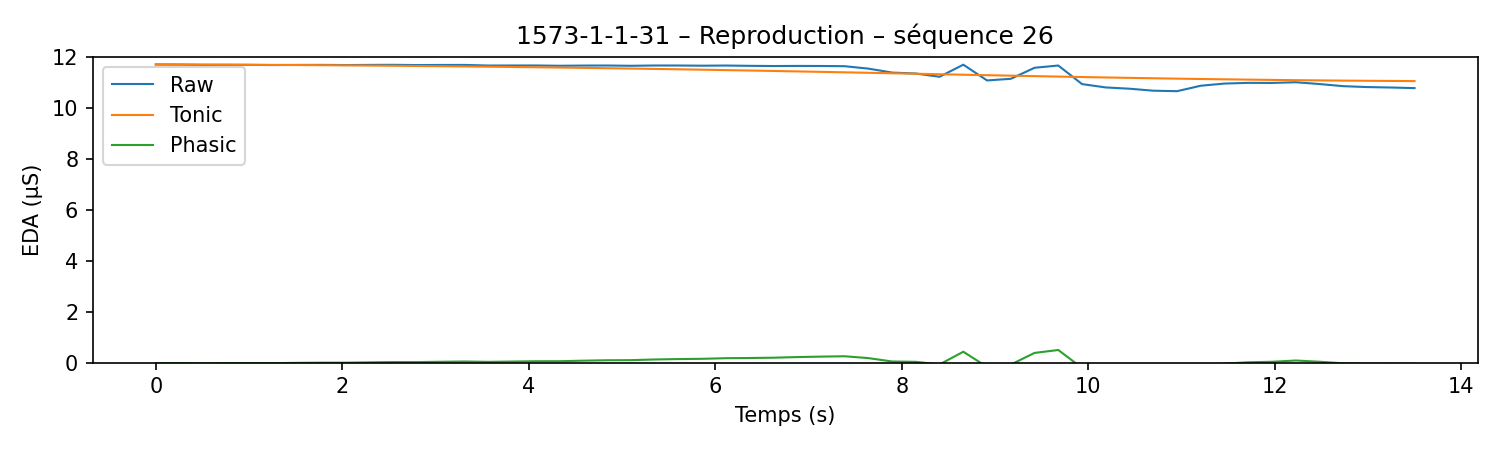 1573-1-1-31 – Reproduction – séquence 26
12
10
8
6
4
2
0
EDA (µS)
Raw
Tonic
Phasic
0 2 4 6 8 10 12 14
Temps (s)